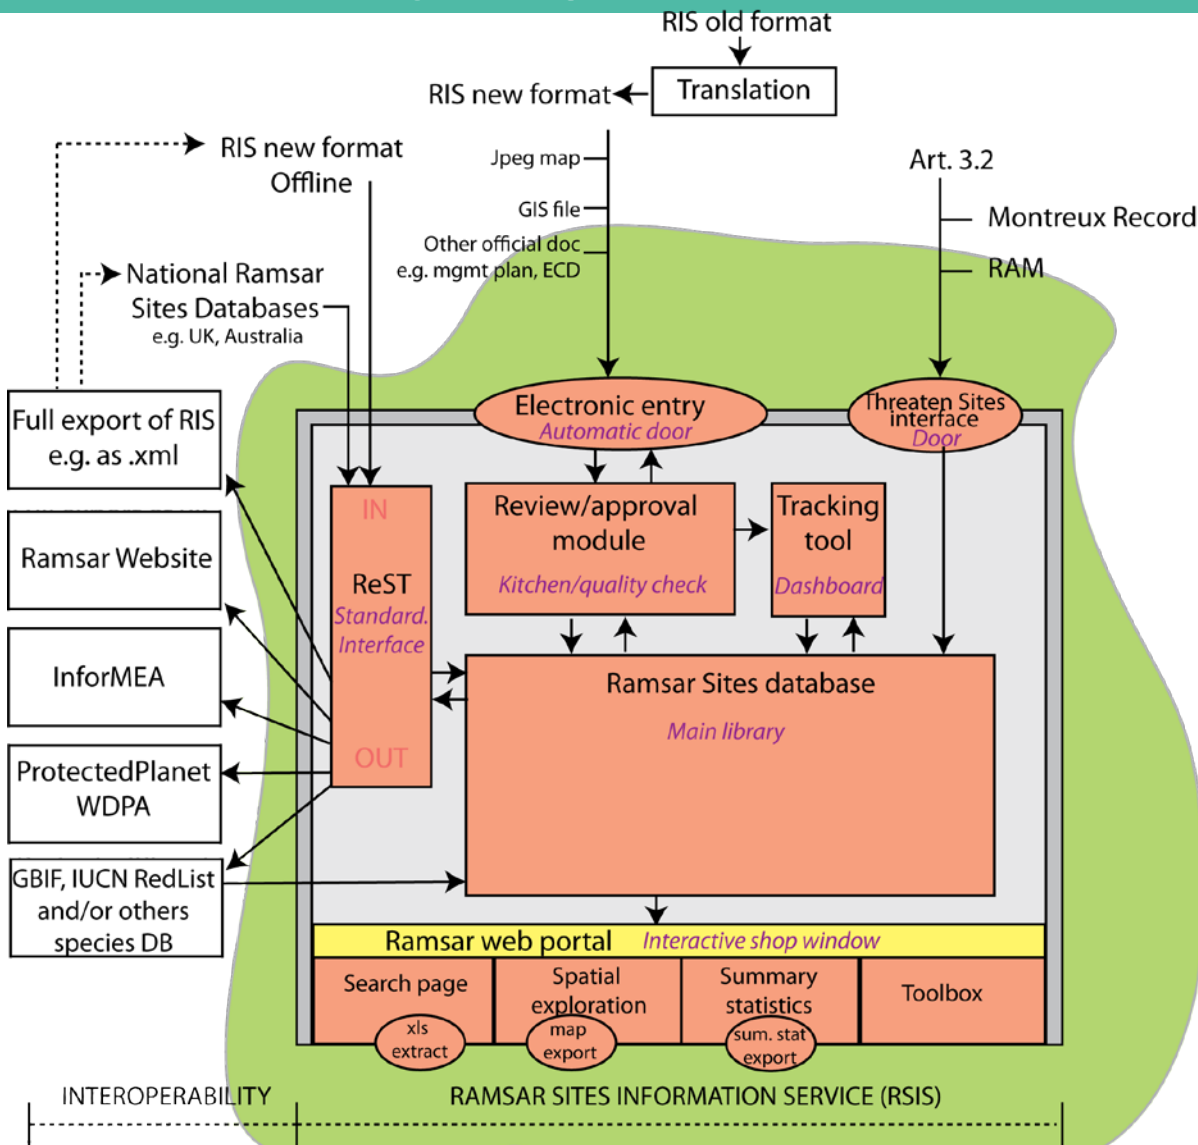 RIS old format
Translation
RIS new format
RIS new format
Offline
Jpeg map
GIS file
Other official doc
e.g. mgmt plan, ECD
Art. 3.2
Montreux Record
RAM
National Ramsar
Sites Databases
e.g. UK, Australia
Full export of RIS
e.g. as .xml
Ramsar Website
InforMEA
ProtectedPlanet
WDPA
GBIF, IUCN RedList
and/or others
species DB
Electronic entry
Automatic door
Threaten Sites
interface
Door
IN
ReST
Standard.
Interface
OUT
Review/approval
module
Kitchen/quality check
Tracking
tool
Dashboard
Ramsar Sites database
Main library
Ramsar web portal Interactive shop window
Search page
xls
extract
Spatial
exploration
map
export
Summary
statistics
sum. stat
export
Toolbox
INTEROPERABILITY
RAMSAR SITES INFORMATION SERVICE (RSIS)